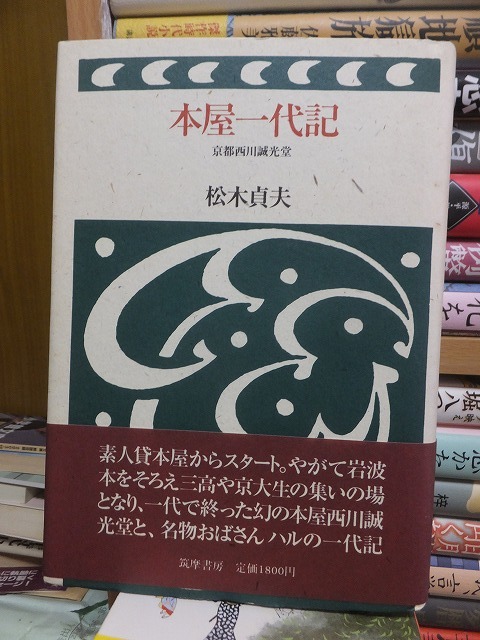 本屋一代記
京都西川誠光堂
松木貞夫
素人貸本屋からスタート。やがて岩波
本をそろえ三高や京大生の集いの場
となり、一代で終った幻の本屋西川誠
光堂と、名物おばさん ハルの一代記
筑摩書房 定価1800円